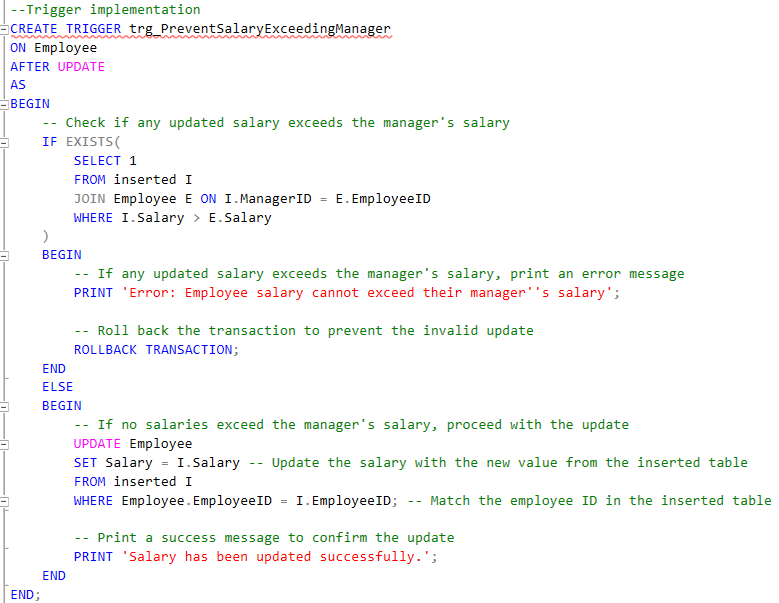 --Trigger implementation
CREATE TRIGGER trg_PreventSalaryExceedingManager
ON Employee
AFTER UPDATE
AS
BEGIN
    -- Check if any updated salary exceeds the manager's salary
    IF EXISTS(
        SELECT 1
        FROM inserted I
        JOIN Employee E ON I.ManagerID = E.EmployeeID
        WHERE I.Salary > E.Salary
    )
    BEGIN
        -- If any updated salary exceeds the manager's salary, print an error message
        PRINT 'Error: Employee salary cannot exceed their manager''s salary';

        -- Roll back the transaction to prevent the invalid update
        ROLLBACK TRANSACTION;
    END
    ELSE
    BEGIN
        -- If no salaries exceed the manager's salary, proceed with the update
        UPDATE Employee
        SET Salary = I.Salary -- Update the salary with the new value from the inserted table
        FROM inserted I
        WHERE Employee.EmployeeID = I.EmployeeID; -- Match the employee ID in the inserted table

        -- Print a success message to confirm the update
        PRINT 'Salary has been updated successfully.';
    END
END;